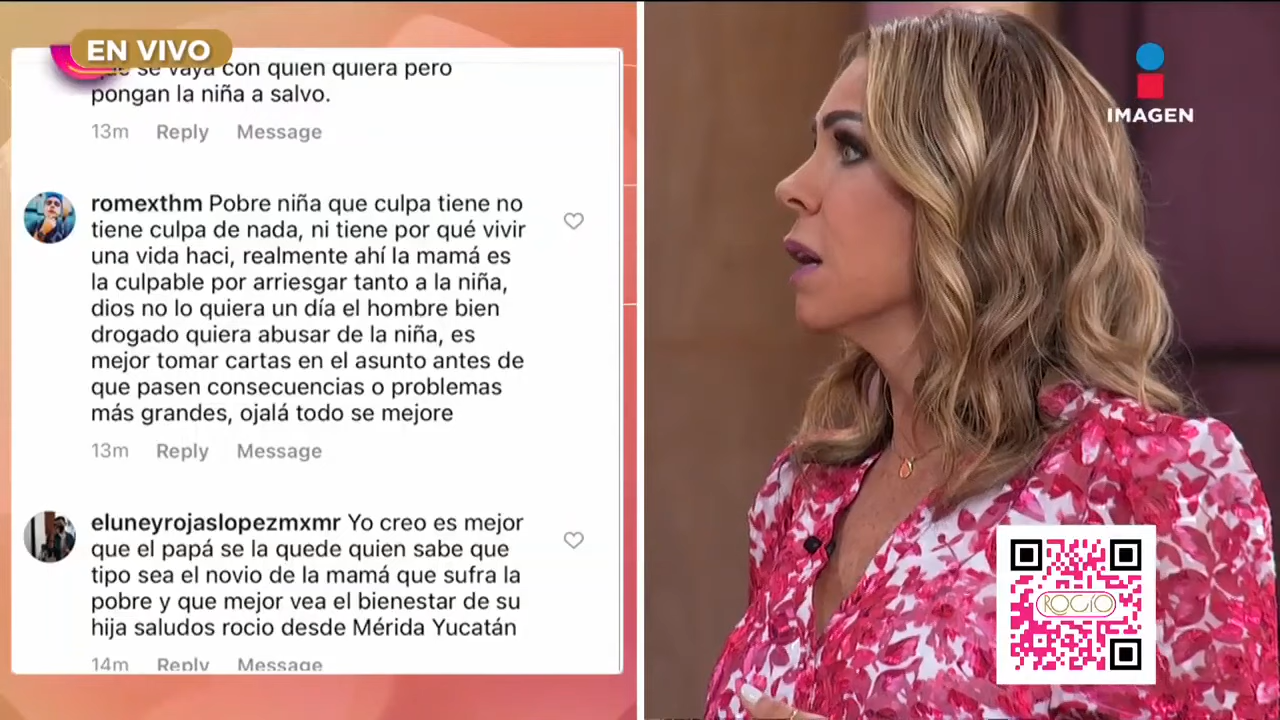 EN VIVO
que se vaya con quien quiera pero
pongan la niña a salvo.
13m Reply Message
romexthm Pobre niña que culpa tiene no
tiene culpa de nada, ni tiene por qué vivir
una vida haci, realmente ahí la mamá es
la culpable por arriesgar tanto a la niña,
dios no lo quiera un día el hombre bien
drogado quiera abusar de la niña, es
mejor tomar cartas en el asunto antes de
que pasen consecuencias o problemas
más grandes, ojalá todo se mejore
13m Reply Message
eluneyrojaslopezmxmr Yo creo es mejor
que el papá se la quede quien sabe que
tipo sea el novio de la mamá que sufra la
pobre y que mejor vea el bienestar de su
hija saludos rocio desde Mérida Yucatán
14m Reply Message
IMAGEN
ROCÍO